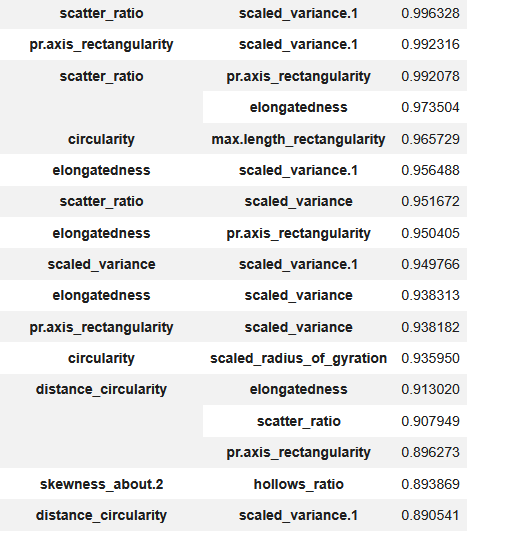 scatter_ratio scaled_variance.1 0.996328
pr.axis_rectangularity scaled_variance.1 0.992316
scatter_ratio pr.axis_rectangularity 0.992078
elongatedness 0.973504
circularity max.length_rectangularity 0.965729
elongatedness scaled_variance.1 0.956488
scatter_ratio scaled_variance 0.951672
elongatedness pr.axis_rectangularity 0.950405
scaled_variance scaled_variance.1 0.949766
elongatedness scaled_variance 0.938313
pr.axis_rectangularity scaled_variance 0.938182
circularity scaled_radius_of_gyration 0.935950
distance_circularity elongatedness 0.913020
scatter_ratio 0.907949
pr.axis_rectangularity 0.896273
skewness_about.2 hollows_ratio 0.893869
distance_circularity scaled_variance.1 0.890541